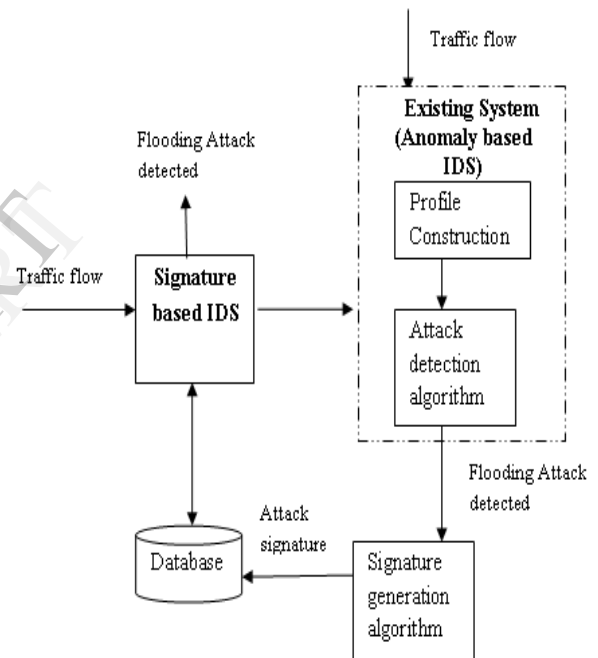 Traffic flow
Existing System
(Anomaly based
IDS)
Profile
Construction
Attack
detection
algorithm
Flooding Attack
detected
Traffic flow
Signature
based IDS
Flooding Attack
detected
Database
Attack
signature
Signature
generation
algorithm